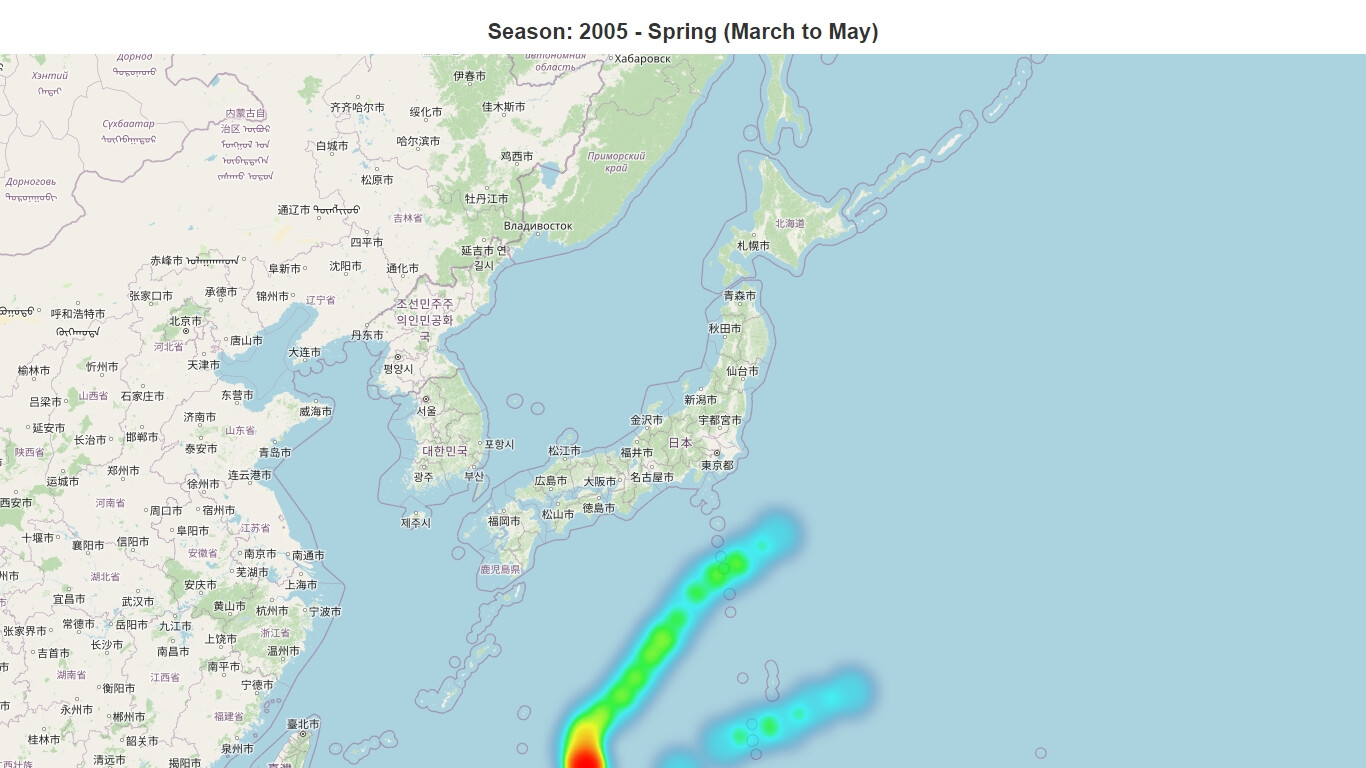 Season: 2005 - Spring (March to May)
Дорнод
автономная
область
Хабаровск
Хэнтий
伊春市
齐齐哈尔市
绥化市
佳木斯市
内蒙古自
治区
Сүхбаатар
白城市
哈尔滨市
鸡西市
Приморский
край
Дорноговь
松原市
牡丹江市
通辽市
吉林省
Владивосток
北海道
四平市
札幌市
延吉市 연
길시
赤峰市
阜新市
沈阳市
通化市
张家口市
承德市
锦州市
辽宁省
青森市
조선민주주
의인민공화
국
呼和浩特市
北京市
秋田市
河北省
唐山市
丹东市
大连市
天津市
평양시
榆林市
忻州市
仙台市
吕梁市
山西省
石家庄市
东营市
威海市
서울
新潟市
延安市
济南市
金沢市
宇都宮市
长治市
邯郸市
山东省
포항시
日本
陕西省
泰安市
青岛市
대한민국
松江市
福井市
東京都
运城市
郑州市
徐州市
连云港市
광주
부산
広島市
大阪市
名古屋市
西安市
河南省
周口市
宿州市
제주시
福岡市
松山市
徳島市
十堰市
襄阳市
信阳市
阜阳市
江苏省
安徽省
南京市
南通市
鹿児島県
湖北省
芜湖市
安庆市
上海市
宜昌市
武汉市
黄山市
杭州市
宁波市
张家界市
常德市
岳阳市
九江市
浙江省
吉首市
长沙市
南昌市
上饶市
温州市
湖南省
江西省
南平市
衡阳市
宁德市
永州市
郴州市
福建省
臺北市
桂林市
韶关市
泉州市
清远市
揭阳市